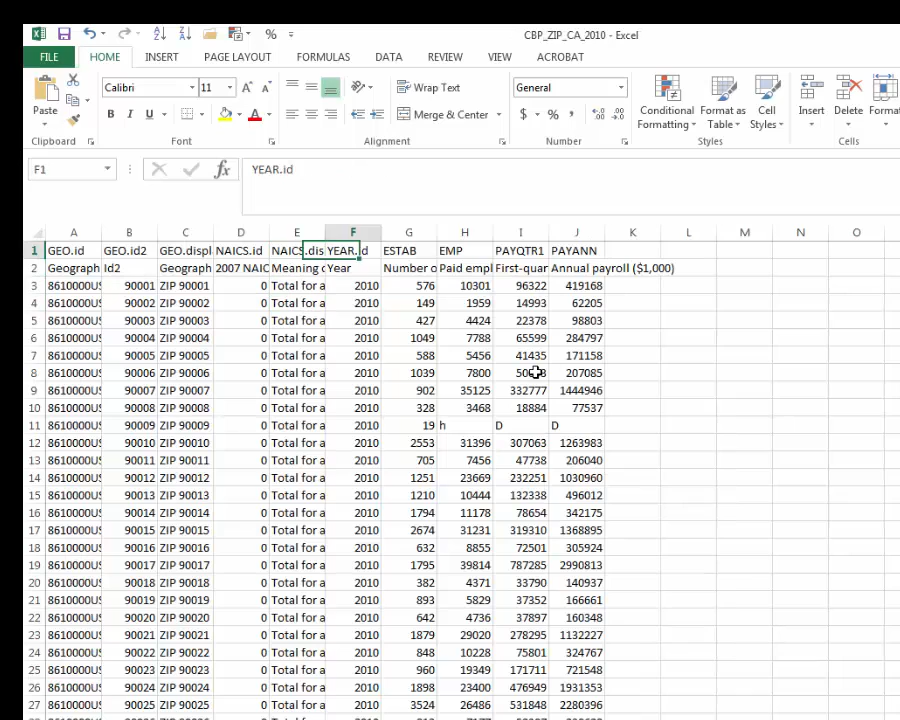 CBP_ZIP_CA_2010 - Excel
FILE HOME INSERT PAGE LAYOUT FORMULAS DATA REVIEW VIEW ACROBAT
Calibri 11 Wrap Text General
Paste B I U A Merge & Center $ % Conditional Formatting Format as Table Cell Styles Insert Delete Forma
Clipboard Font Alignment Number Styles Cells
F1 fx YEAR.id
A B C D E F G H I J K L M N O
1 GEO.id GEO.id2 GEO.displ NAICS.id NAICS.dis YEAR.id ESTAB EMP PAYQTR1 PAYANN
2 Geograph Id2 Geograph 2007 NAIC Meaning o Year Number o Paid empl First-quar Annual payroll ($1,000)
3 8610000US 90001 ZIP 90001 0 Total for a 2010 576 10301 96322 419168
4 8610000US 90002 ZIP 90002 0 Total for a 2010 149 1959 14993 62205
5 8610000US 90003 ZIP 90003 0 Total for a 2010 427 4424 22378 98803
6 8610000US 90004 ZIP 90004 0 Total for a 2010 1049 7788 65599 284797
7 8610000US 90005 ZIP 90005 0 Total for a 2010 588 5456 41435 171158
8 8610000US 90006 ZIP 90006 0 Total for a 2010 1039 7800 207085
9 8610000US 90007 ZIP 90007 0 Total for a 2010 902 35125 332777 1444946
10 8610000US 90008 ZIP 90008 0 Total for a 2010 328 3468 18884 77537
11 8610000US 90009 ZIP 90009 0 Total for a 2010 19 h D D
12 8610000US 90010 ZIP 90010 0 Total for a 2010 2553 31396 307063 1263983
13 8610000US 90011 ZIP 90011 0 Total for a 2010 705 7456 47738 206040
14 8610000US 90012 ZIP 90012 0 Total for a 2010 1251 23669 232251 1030960
15 8610000US 90013 ZIP 90013 0 Total for a 2010 1210 10444 132338 496012
16 8610000US 90014 ZIP 90014 0 Total for a 2010 1794 11178 78654 342175
17 8610000US 90015 ZIP 90015 0 Total for a 2010 2674 31231 319310 1368895
18 8610000US 90016 ZIP 90016 0 Total for a 2010 632 8855 72501 305924
19 8610000US 90017 ZIP 90017 0 Total for a 2010 1795 39814 787285 2990813
20 8610000US 90018 ZIP 90018 0 Total for a 2010 382 4371 33790 140937
21 8610000US 90019 ZIP 90019 0 Total for a 2010 893 5829 37352 166661
22 8610000US 90020 ZIP 90020 0 Total for a 2010 642 4736 37897 160348
23 8610000US 90021 ZIP 90021 0 Total for a 2010 1879 29020 278295 1132227
24 8610000US 90022 ZIP 90022 0 Total for a 2010 848 10228 75801 324767
25 8610000US 90023 ZIP 90023 0 Total for a 2010 960 19349 171711 721548
26 8610000US 90024 ZIP 90024 0 Total for a 2010 1898 23400 476949 1931353
27 8610000US 90025 ZIP 90025 0 Total for a 2010 3524 26486 531848 2280396